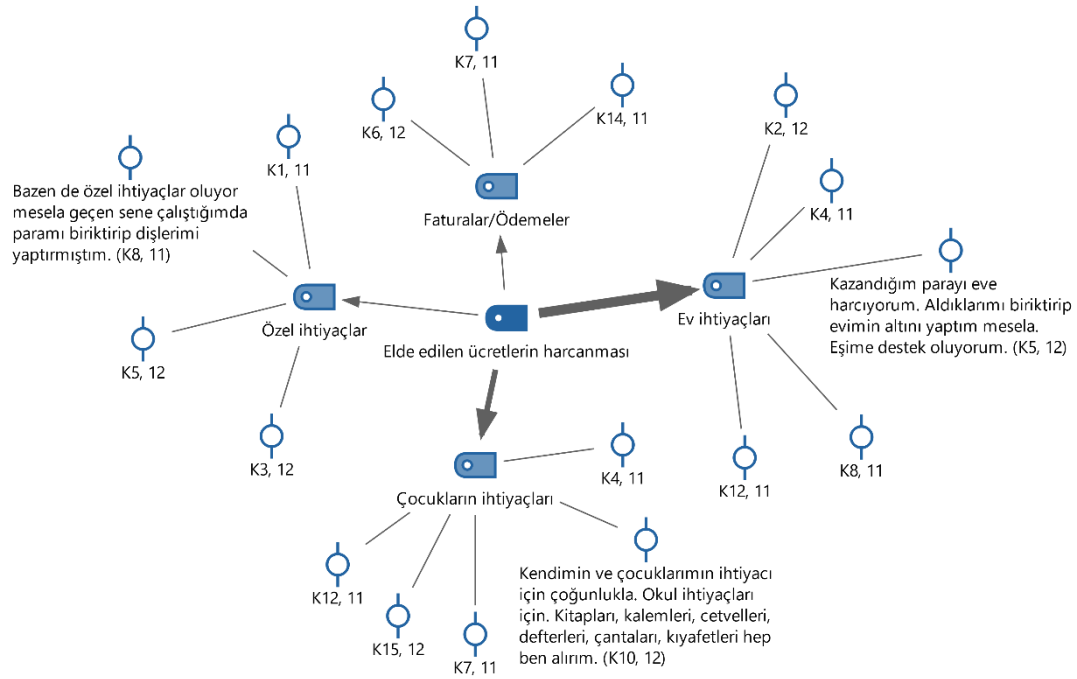 K7, 11
K6, 12
K14, 11
K2, 12
K1, 11
K4, 11
Bazen de özel ihtiyaçlar oluyor
mesela geçen sene çalıştığımda
paramı biriktirip dişlerimi
yaptırmıştım. (K8, 11)
Faturalar/Ödemeler
Kazandığım parayı eve
harcıyorum. Aldıklarımı biriktirip
evimin altını yaptım mesela.
Eşime destek oluyorum. (K5, 12)
Özel ihtiyaçlar
Ev ihtiyaçları
Elde edilen ücretlerin harcanması
K5, 12
K3, 12
K8, 11
K12, 11
K4, 11
Çocukların ihtiyaçları
K12, 11
K15, 12
K7, 11
Kendimin ve çocuklarımın ihtiyacı
için çoğunlukla. Okul ihtiyaçları
için. Kitapları, kalemleri, cetvelleri,
defterleri, çantaları, kıyafetleri hep
ben alırım. (K10, 12)